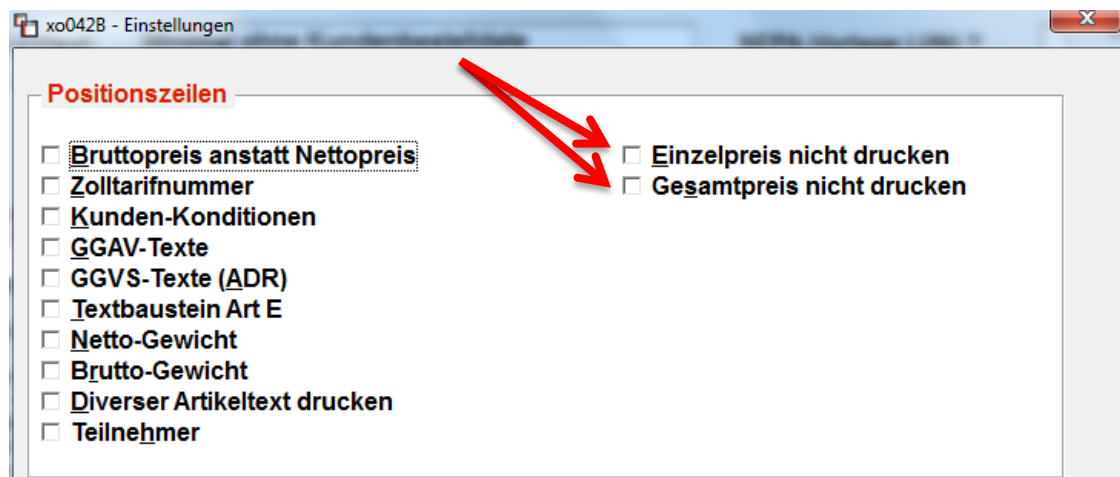 xo042B - Einstellungen
x
Positionszeilen
Bruttopreis anstatt Nettopreis
Zolltarifnummer
Kunden-Konditionen
GGAV-Texte
GGVS-Texte (ADR)
Textbaustein Art E
Netto-Gewicht
Brutto-Gewicht
Diverser Artikeltext drucken
Teilnehmer
Einzelpreis nicht drucken
Gesamtpreis nicht drucken